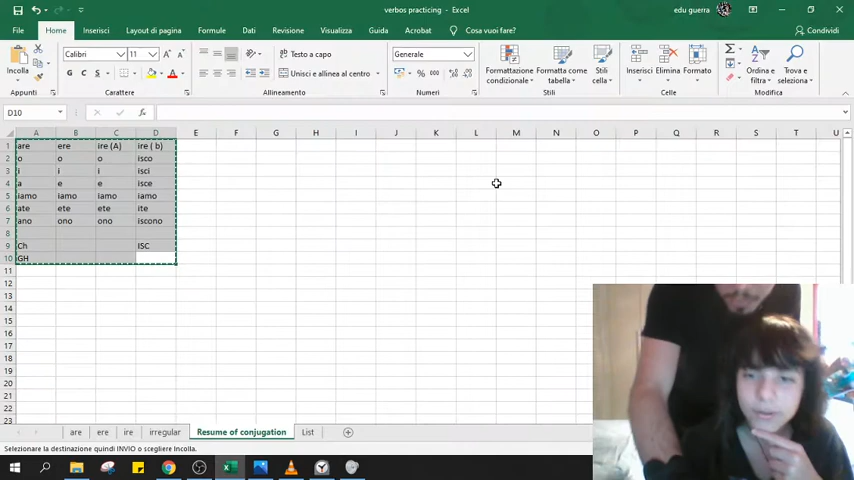 verbos practicing - Excel
edu guerra
File Home Inserisci Layout di pagina Formule Dati Revisione Visualizza Guida Acrobat Cosa vuoi fare? Condividi
Calibri 11 Testo a capo Generale
Incolla G C S Unisci e allinea al centro % 000 Formattazione condizionale Formatta come tabella Stili cella Inserisci Elimina Formato Ordina e filtra Trova e seleziona
Appunti Carattere Allineamento Numeri Stili Celle Modifica
D10 fx
A B C D E F G H I J K L M N O P Q R S T U
1 are ere ire (A) ire ( b)
2 o o o isco
3 i i i isci
4 a e e isce
5 iamo iamo iamo iamo
6 ate ete ete ite
7 ano ono ono iscono
8
9 Ch ISC
10 GH
11
12
13
14
15
16
17
18
19
20
21
22
23
are ere ire irregular Resume of conjugation List
Selezionare la destinazione quindi INVIO o scegliere Incolla.